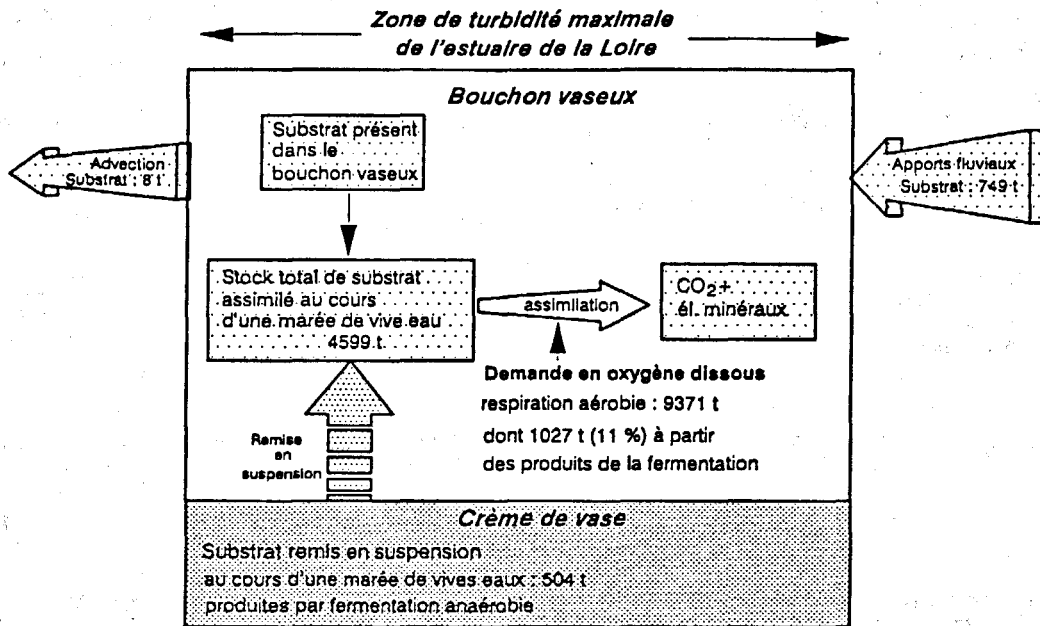 Zone de turbidité maximale
de l'estuaire de la Loire
Bouchon vaseux
Substrat présent
dans le
bouchon vaseux
Advection
Substrat : 8 t
Apports fluviaux
Substrat : 749 t
Stock total de substrat
assimilé au cours
d'une marée de vive eau
4599 t
assimilation
CO2+
él. minéraux
Demande en oxygène dissous
respiration aérobie : 9371 t
dont 1027 t (11 %) à partir
des produits de la fermentation
Remise
en
suspension
Crème de vase
Substrat remis en suspension
au cours d'une marée de vives eaux : 504 t
produites par fermentation anaérobie